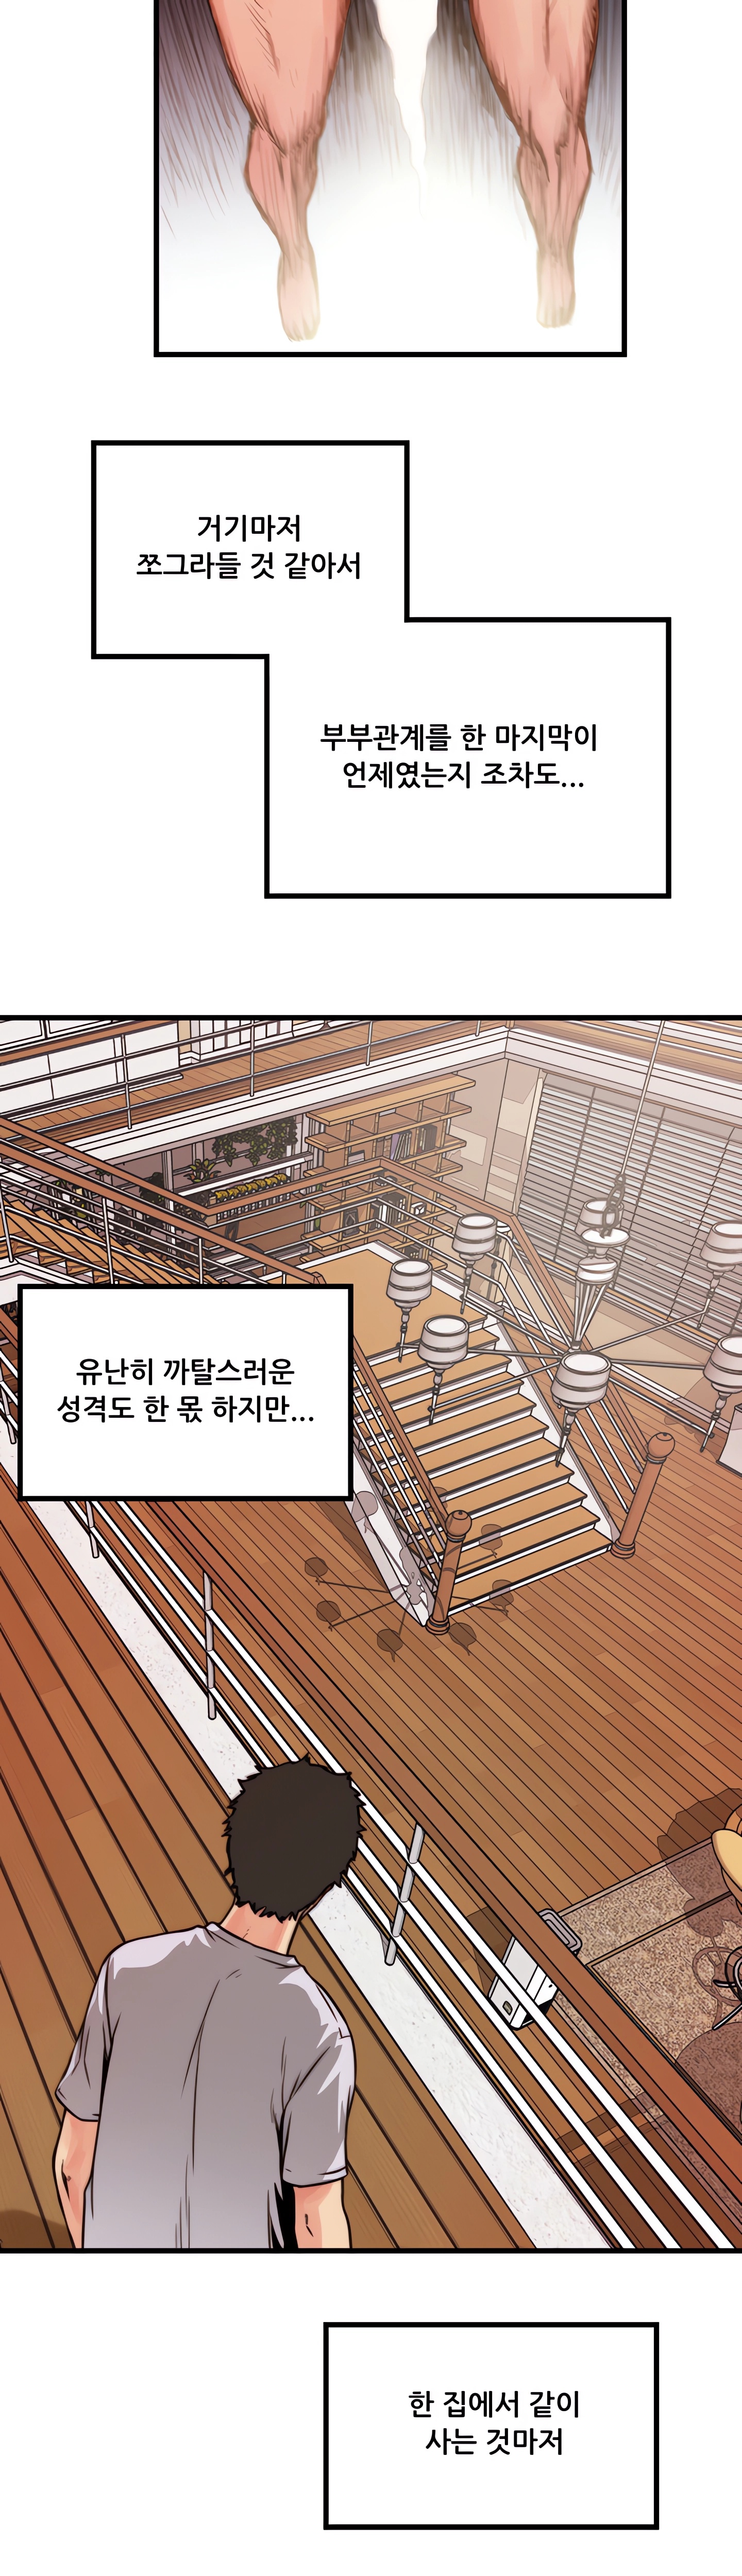 거기마저
쪼그라들 것 같아서
부부관계를 한 마지막이
언제였는지 조차도...
유난히 까탈스러운
성격도 한 몫 하지만...
한 집에서 같이
사는 것마저